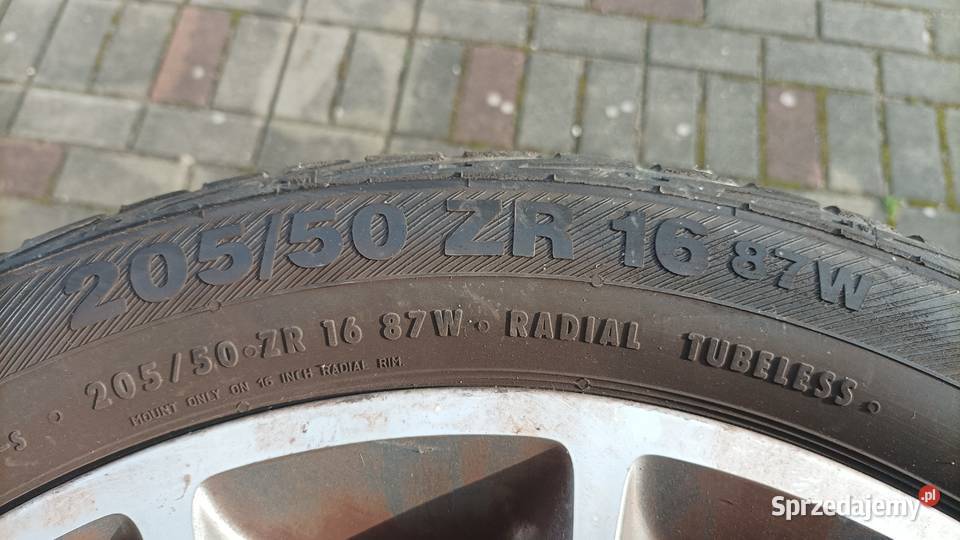 205/50 ZR 16 87W
205/50 ZR 16 87W RADIAL TUBELESS
MOUNT ONLY ON 16 INCH RADIAL RIM
-S
Sprzedajemy.pl